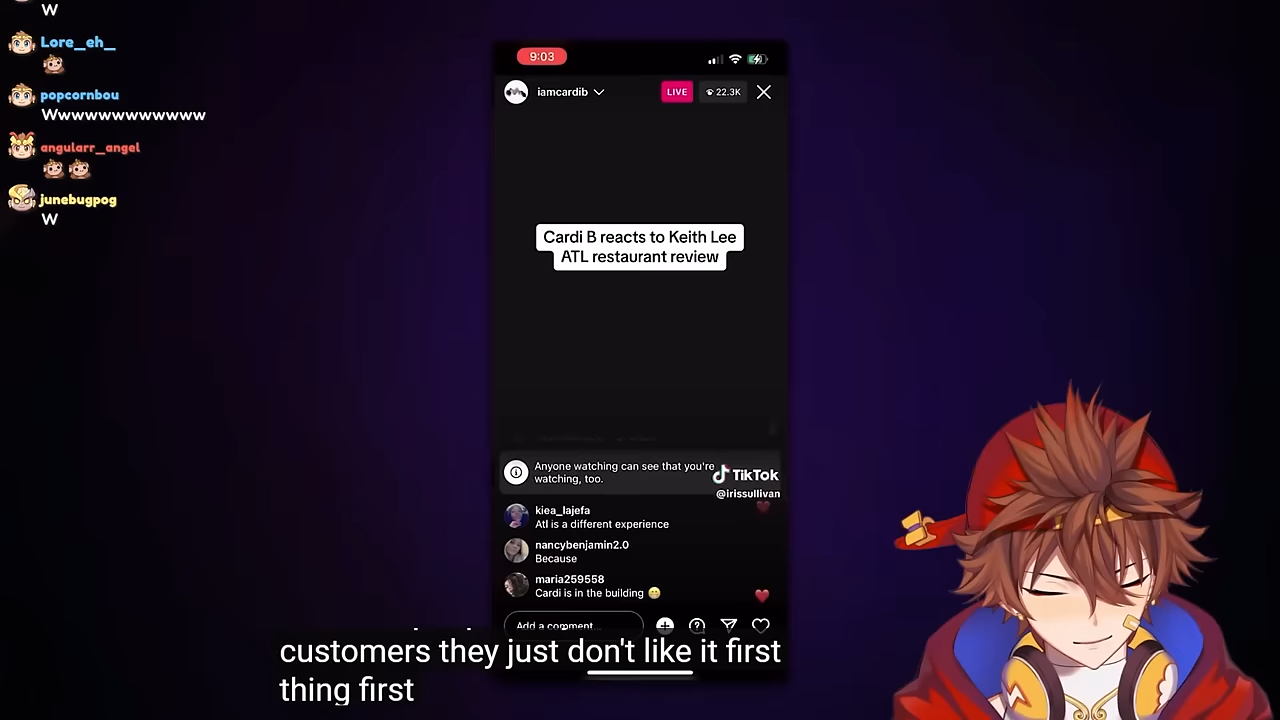 W
Lore_eh_
popcornbou
Wwwwwwwwwwww
angularr_angel
junebugpog
W
9:03
iamcardib
LIVE
22.3K
Cardi B reacts to Keith Lee
ATL restaurant review
Anyone watching can see that you're
watching, too.
TikTok
@irissullivan
kiea_lajefa
Atl is a different experience
nancybenjamin2.0
Because
maria259558
Cardi is in the building 😁
Add a comment...
customers they just don't like it first
thing first